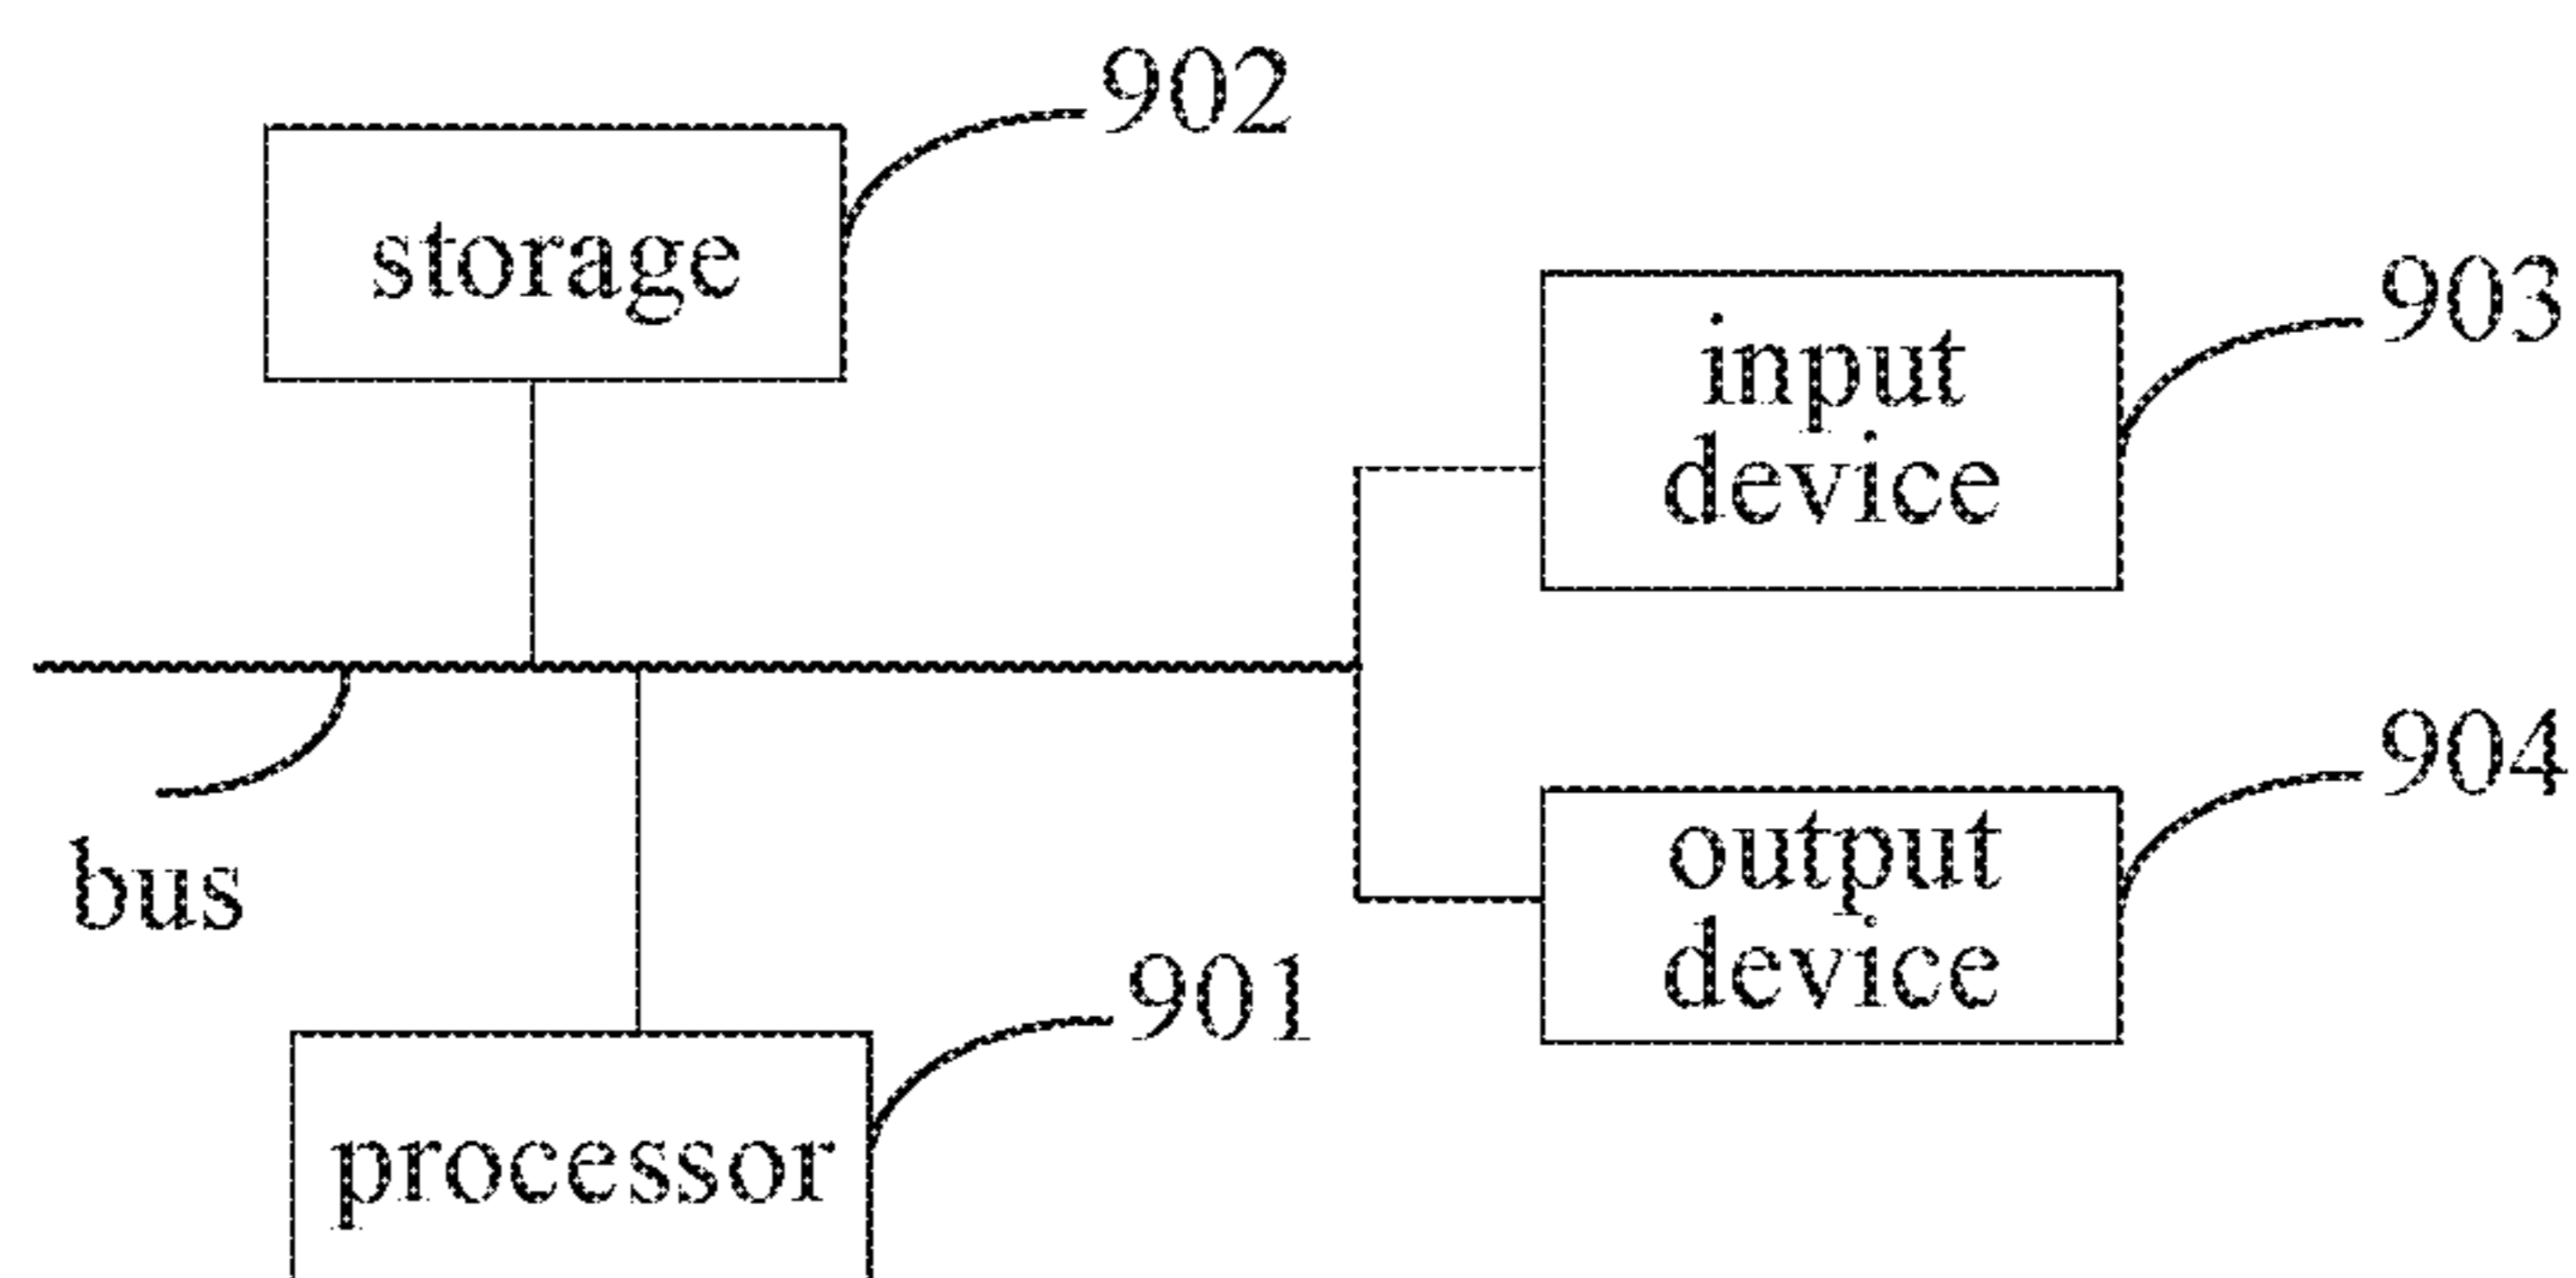 902
storage
903
input
device
bus
904
output
device
901
processor